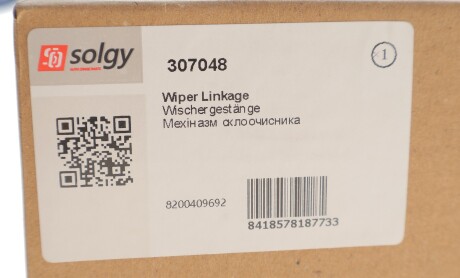 solgy
307048
1
Wiper Linkage
Wischergestänge
Механізм склоочисника
8200409692
8418578187733